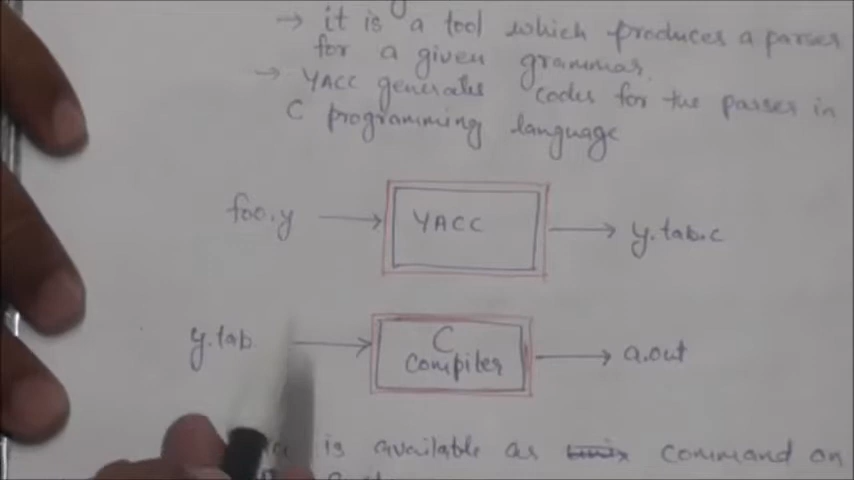 → it is a tool which produces a parser
for a given grammar.
→ YACC generates codes for the parser in
C programming language
foo.y → YACC → y.tab.c
y.tab → C compiler → a.out
is available as command on